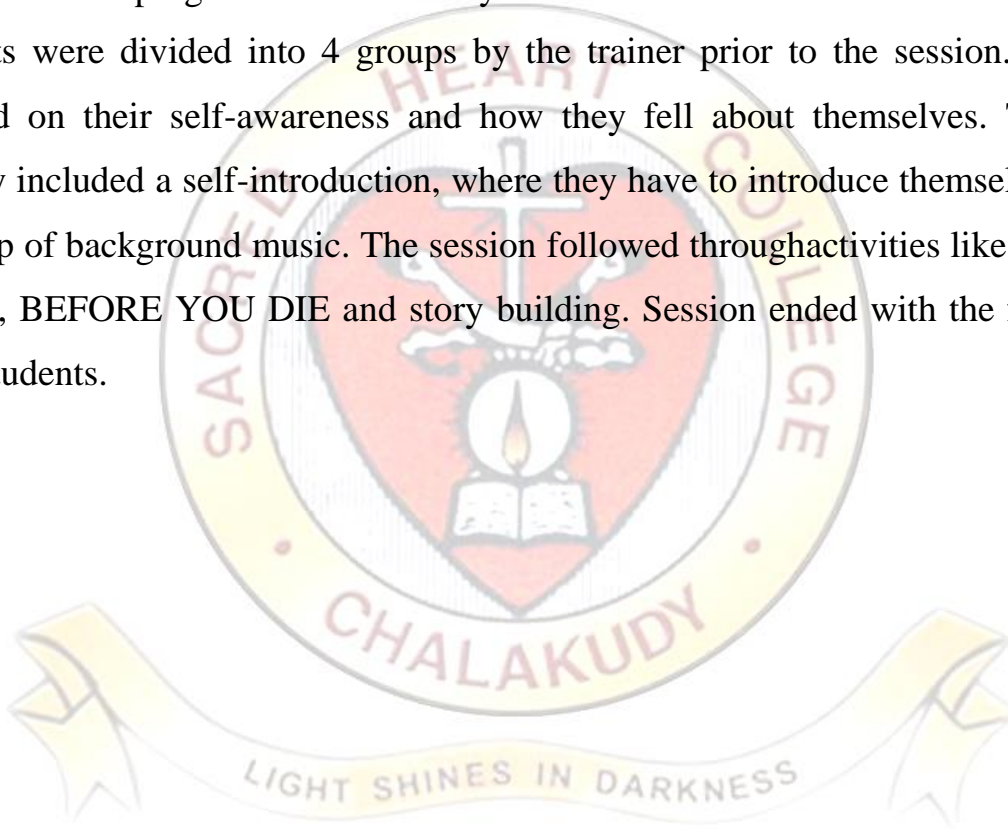 were divided into 4 groups by the trainer prior to the session.
on their self-awareness and how they fell about themselves.
included a self-introduction, where they have to introduce
of background music. The session followed throughactivities like
, BEFORE YOU DIE and story building. Session ended with the
SACRED HEART COLLEGE
CHALAKUDY
LIGHT SHINES IN DARKNESS